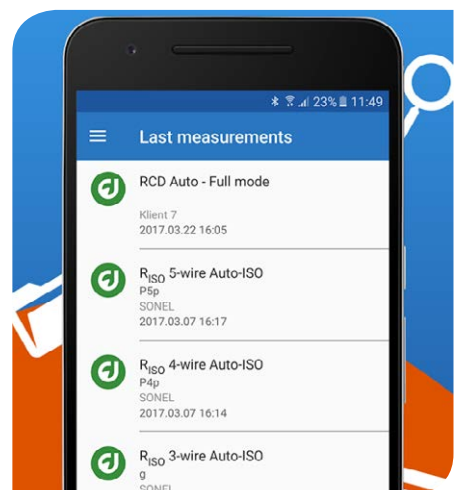 23% 11:49
Last measurements
RCD Auto - Full mode
Klient 7
2017.03.22 16:05
RISO 5-wire Auto-ISO
P5p
SONEL
2017.03.07 16:17
RISO 4-wire Auto-ISO
P4p
SONEL
2017.03.07 16:14
RISO 3-wire Auto-ISO
g
SONEL